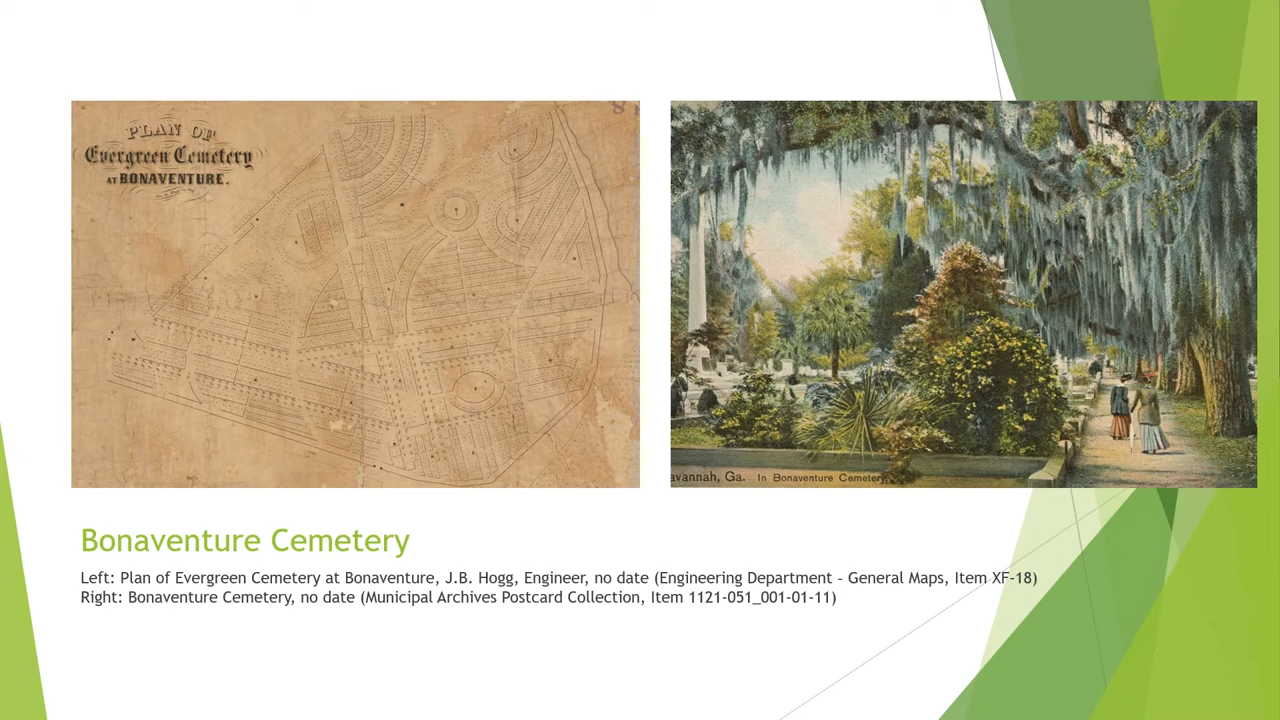 PLAN OF
Evergreen Cemetery
AT BONAVENTURE.
avannah, Ga. In Bonaventure Cemetery
Bonaventure Cemetery
Left: Plan of Evergreen Cemetery at Bonaventure, J.B. Hogg, Engineer, no date (Engineering Department – General Maps, Item XF-18)
Right: Bonaventure Cemetery, no date (Municipal Archives Postcard Collection, Item 1121-051_001-01-11)